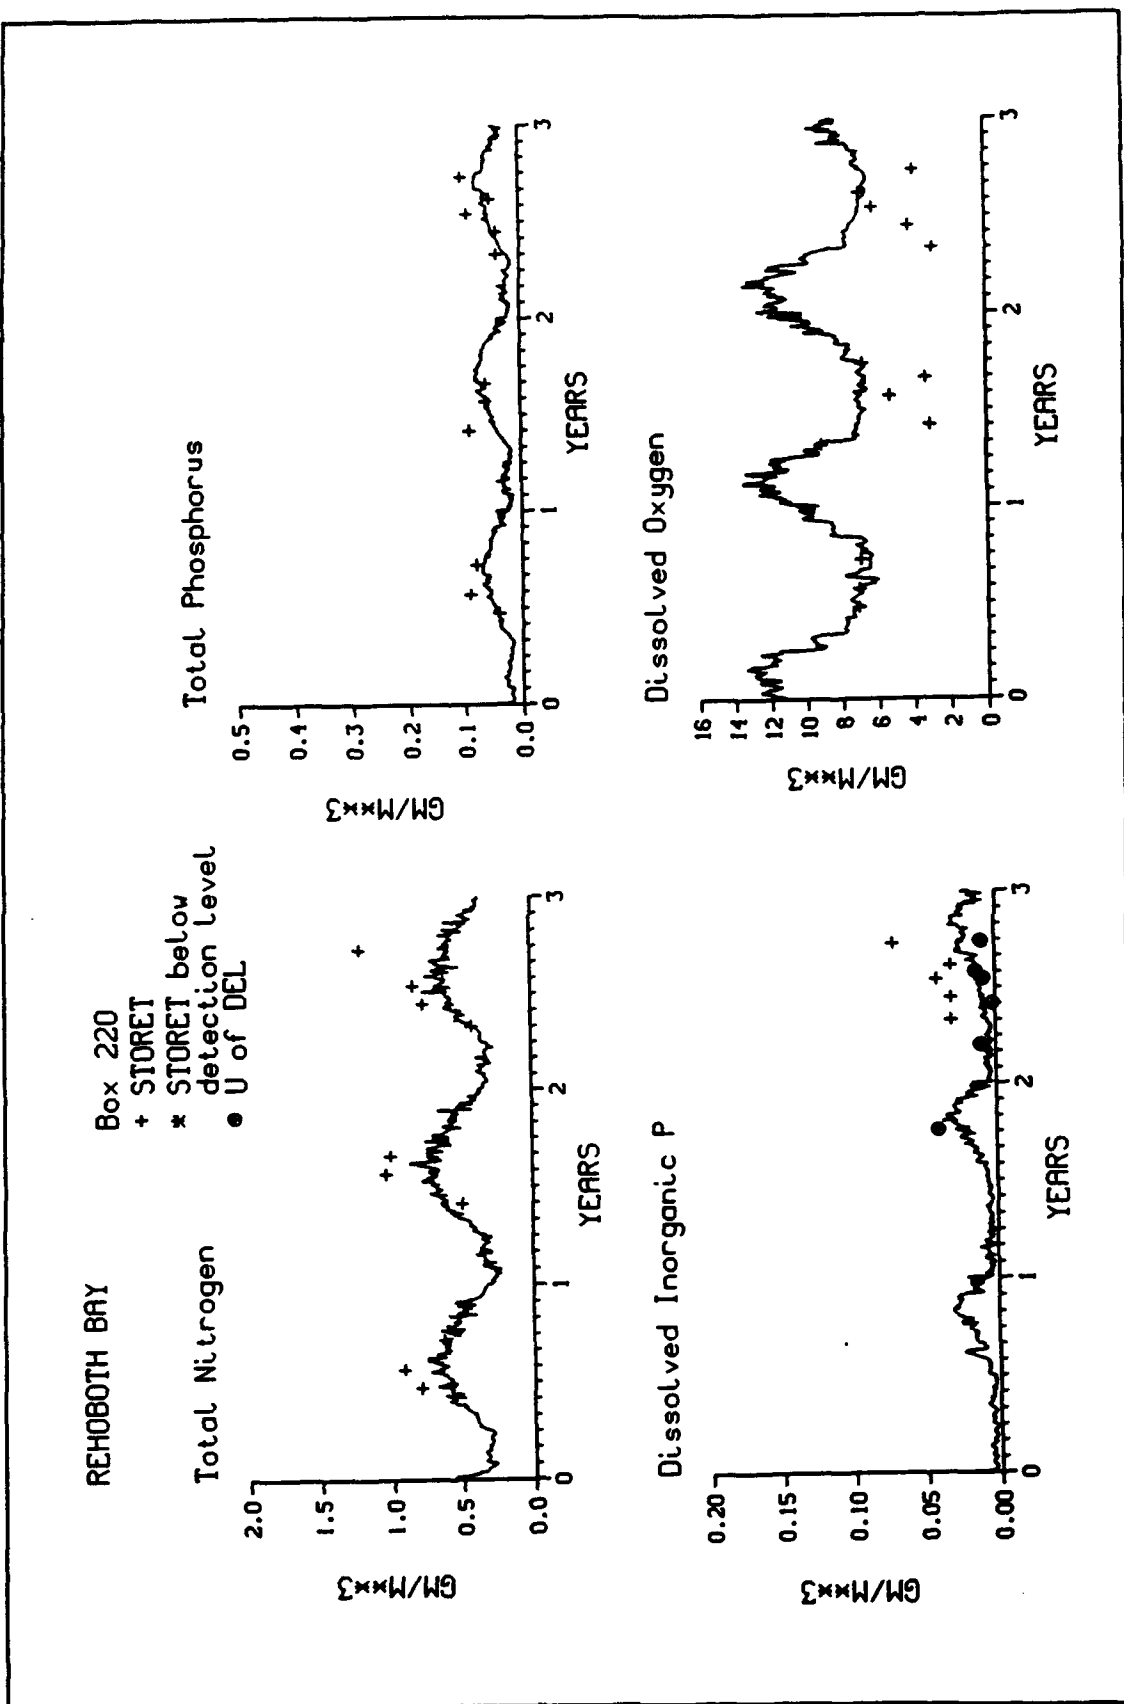 REHOBOTH BAY
Box 220
+ STORET
* STORET below
detection level
● U of DEL
Total Nitrogen
GM/M**3
2.0
1.5
1.0
0.5
0.0
0
1
2
3
YEARS
Total Phosphorus
GM/M**3
0.5
0.4
0.3
0.2
0.1
0.0
0
1
2
3
YEARS
Dissolved Inorganic P
GM/M**3
0.20
0.15
0.10
0.05
0.00
0
1
2
3
YEARS
Dissolved Oxygen
GM/M**3
16
14
12
10
8
6
4
2
0
0
1
2
3
YEARS